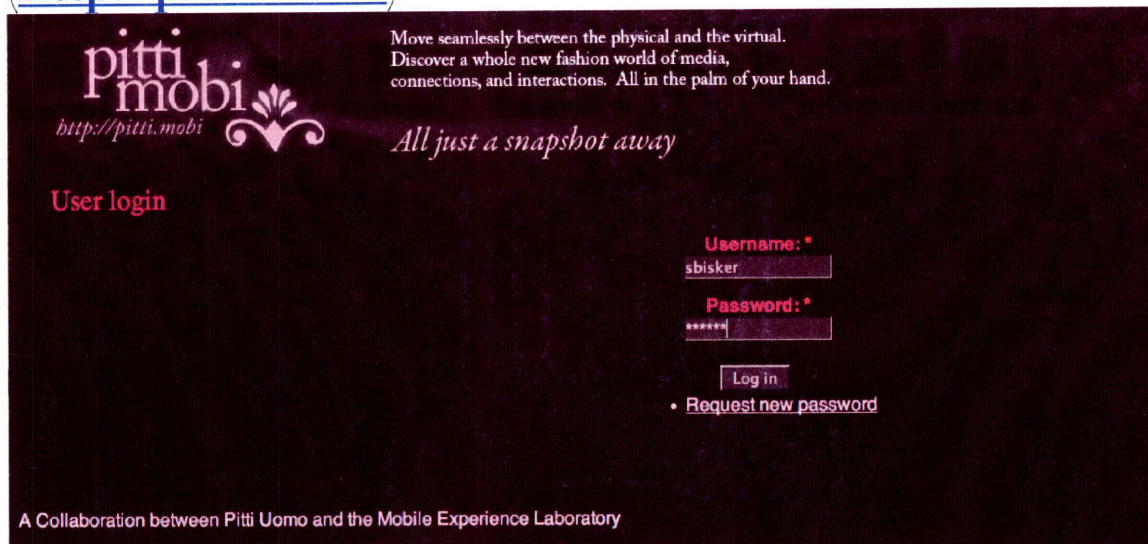 pitti
mobi
http://pitti.mobi
Move seamlessly between the physical and the virtual.
Discover a whole new fashion world of media,
connections, and interactions. All in the palm of your hand.
All just a snapshot away
User login
Username: *
sbisker
Password: *
******
Log in
• Request new password
A Collaboration between Pitti Uomo and the Mobile Experience Laboratory